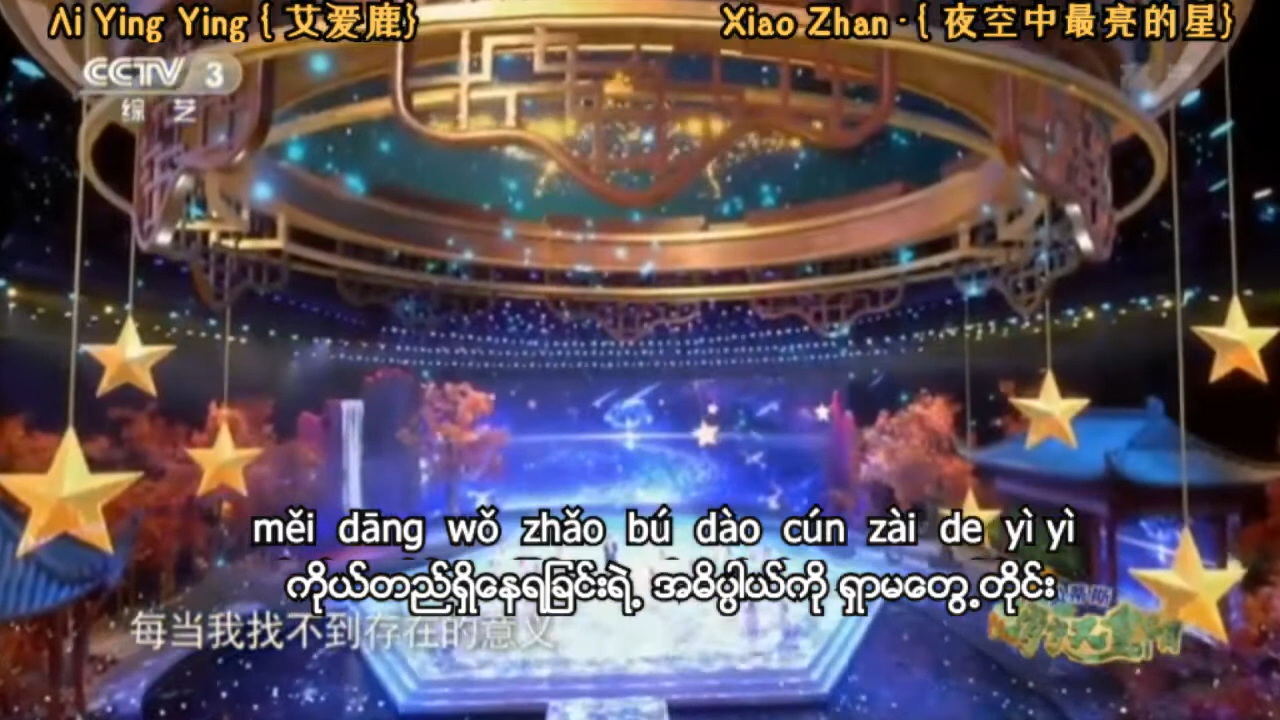 Ai Ying Ying { 艾爱鹿}
Xiao Zhan · { 夜空中最亮的星}
CCTV 3
综艺
měi dāng wǒ zhǎo bú dào cún zài de yì yì
ကိုယ်တည်ရှိနေရခြင်းရဲ့ အဓိပ္ပါယ်ကို ရှာမတွေ့တိုင်း
每当我找不到存在的意义